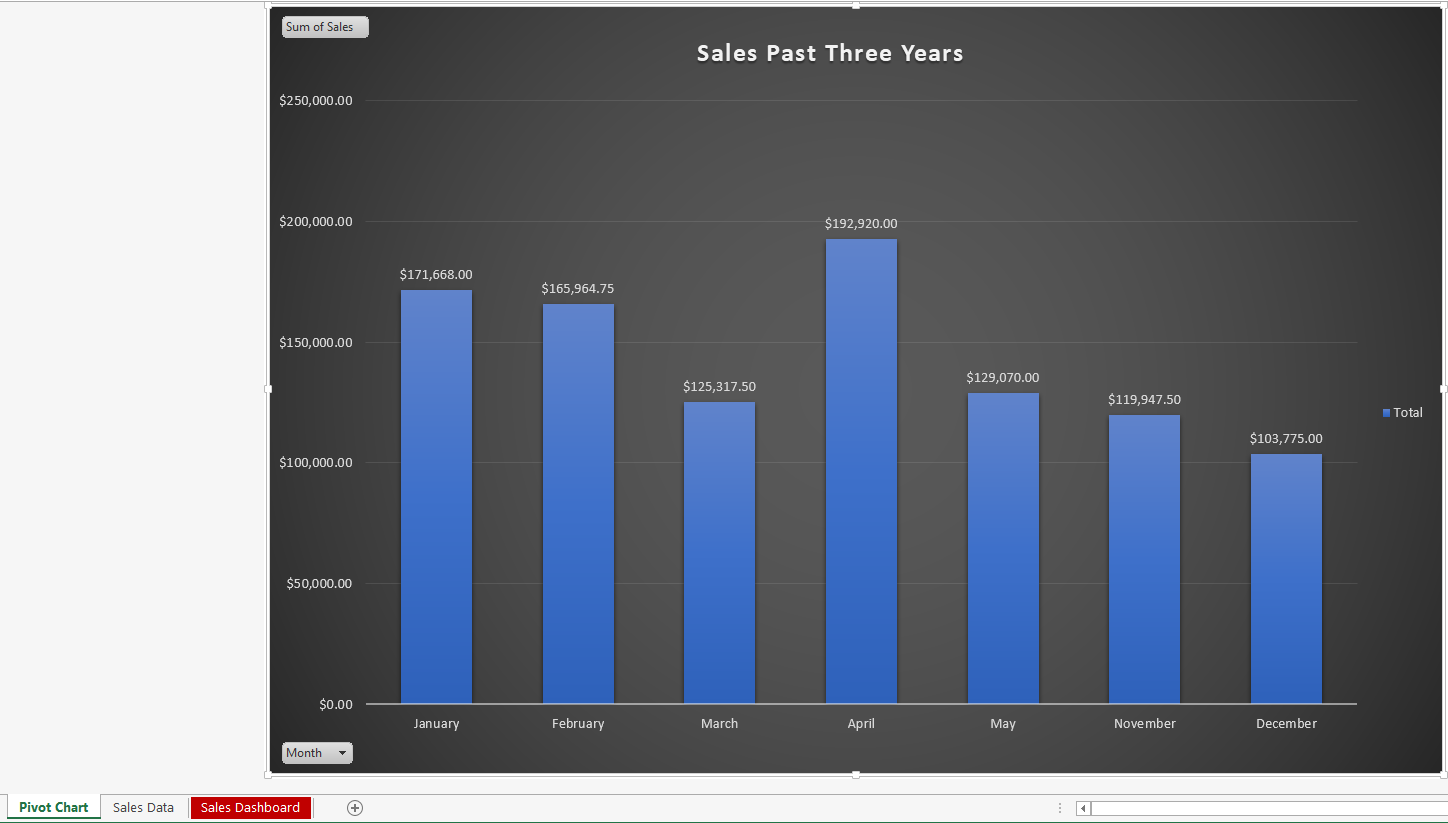 Sum of Sales
Sales Past Three Years
$250,000.00
$200,000.00
$150,000.00
$100,000.00
$50,000.00
$0.00
$171,668.00
$165,964.75
$125,317.50
$192,920.00
$129,070.00
$119,947.50
$103,775.00
January February March April May November December
Total
Month
Pivot Chart Sales Data Sales Dashboard